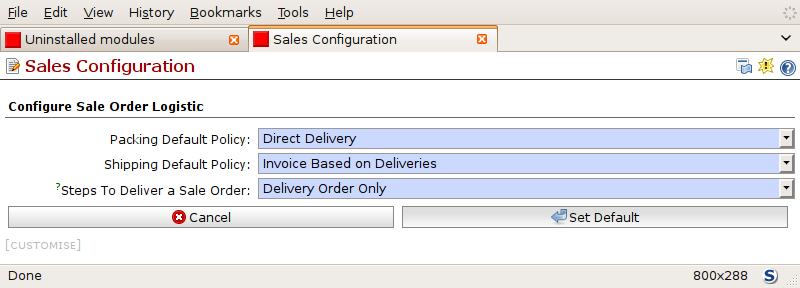 File Edit View History Bookmarks Tools Help
Uninstalled modules Sales Configuration
Sales Configuration
Configure Sale Order Logistic
Packing Default Policy: Direct Delivery
Shipping Default Policy: Invoice Based on Deliveries
?Steps To Deliver a Sale Order: Delivery Order Only
Cancel Set Default
[CUSTOMISE]
Done 800x288 S